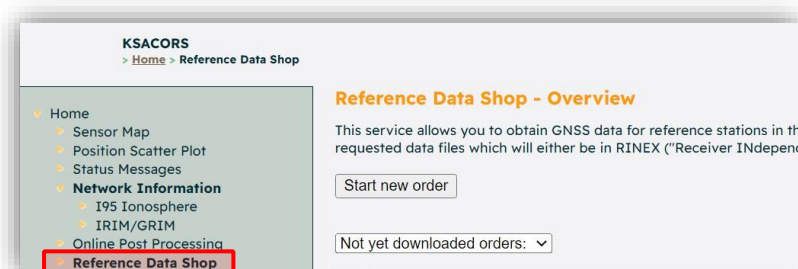 KSACORS
> Home > Reference Data Shop
Home
Sensor Map
Position Scatter Plot
Status Messages
Network Information
I95 Ionosphere
IRIM/GRIM
Online Post Processing
Reference Data Shop
Reference Data Shop - Overview
This service allows you to obtain GNSS data for reference stations in
requested data files which will either be in RINEX ("Receiver
Start new order
Not yet downloaded orders: